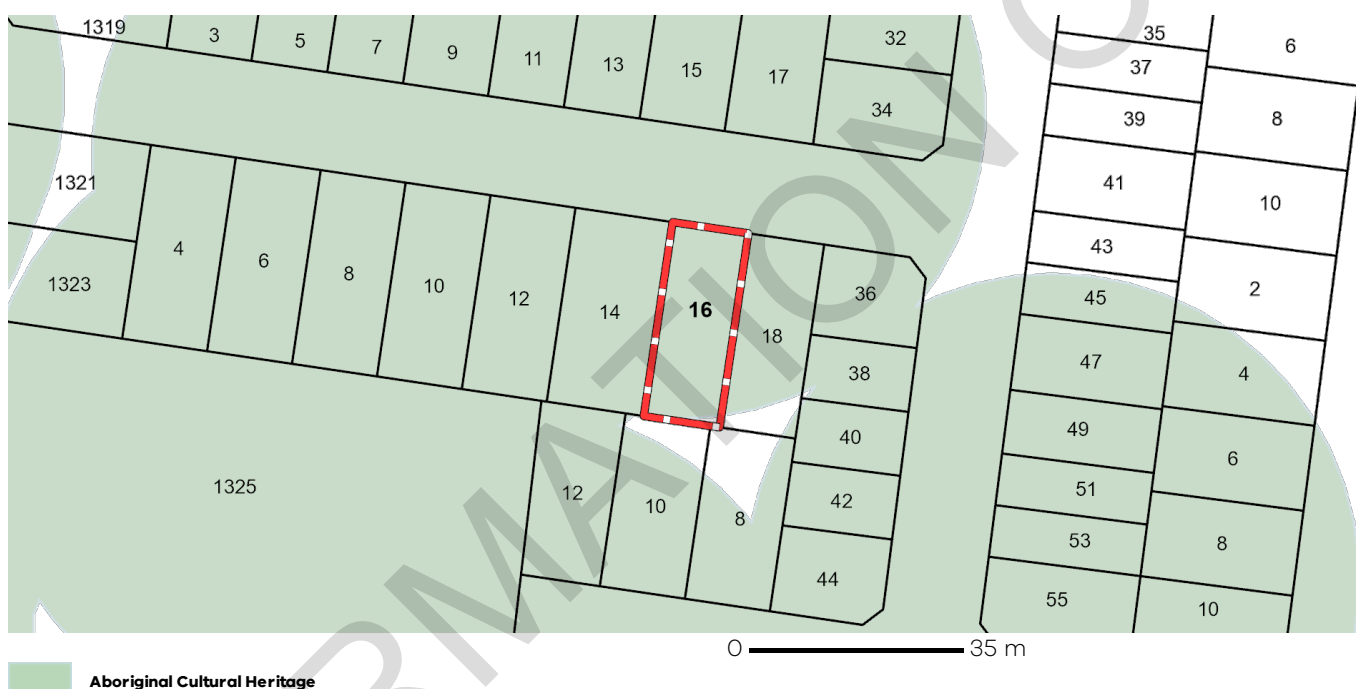 1319 3 5 7 9 11 13 15 17 32 35 6
37
34 39 8
1321 41 10
4 6 8 10 12 14 16 18 36 43 2
1323 45
38 47 4
40 49 6
1325 12 10 8 42 51
53 8
44 55 10
RMATION O
0 35 m
Aboriginal Cultural Heritage